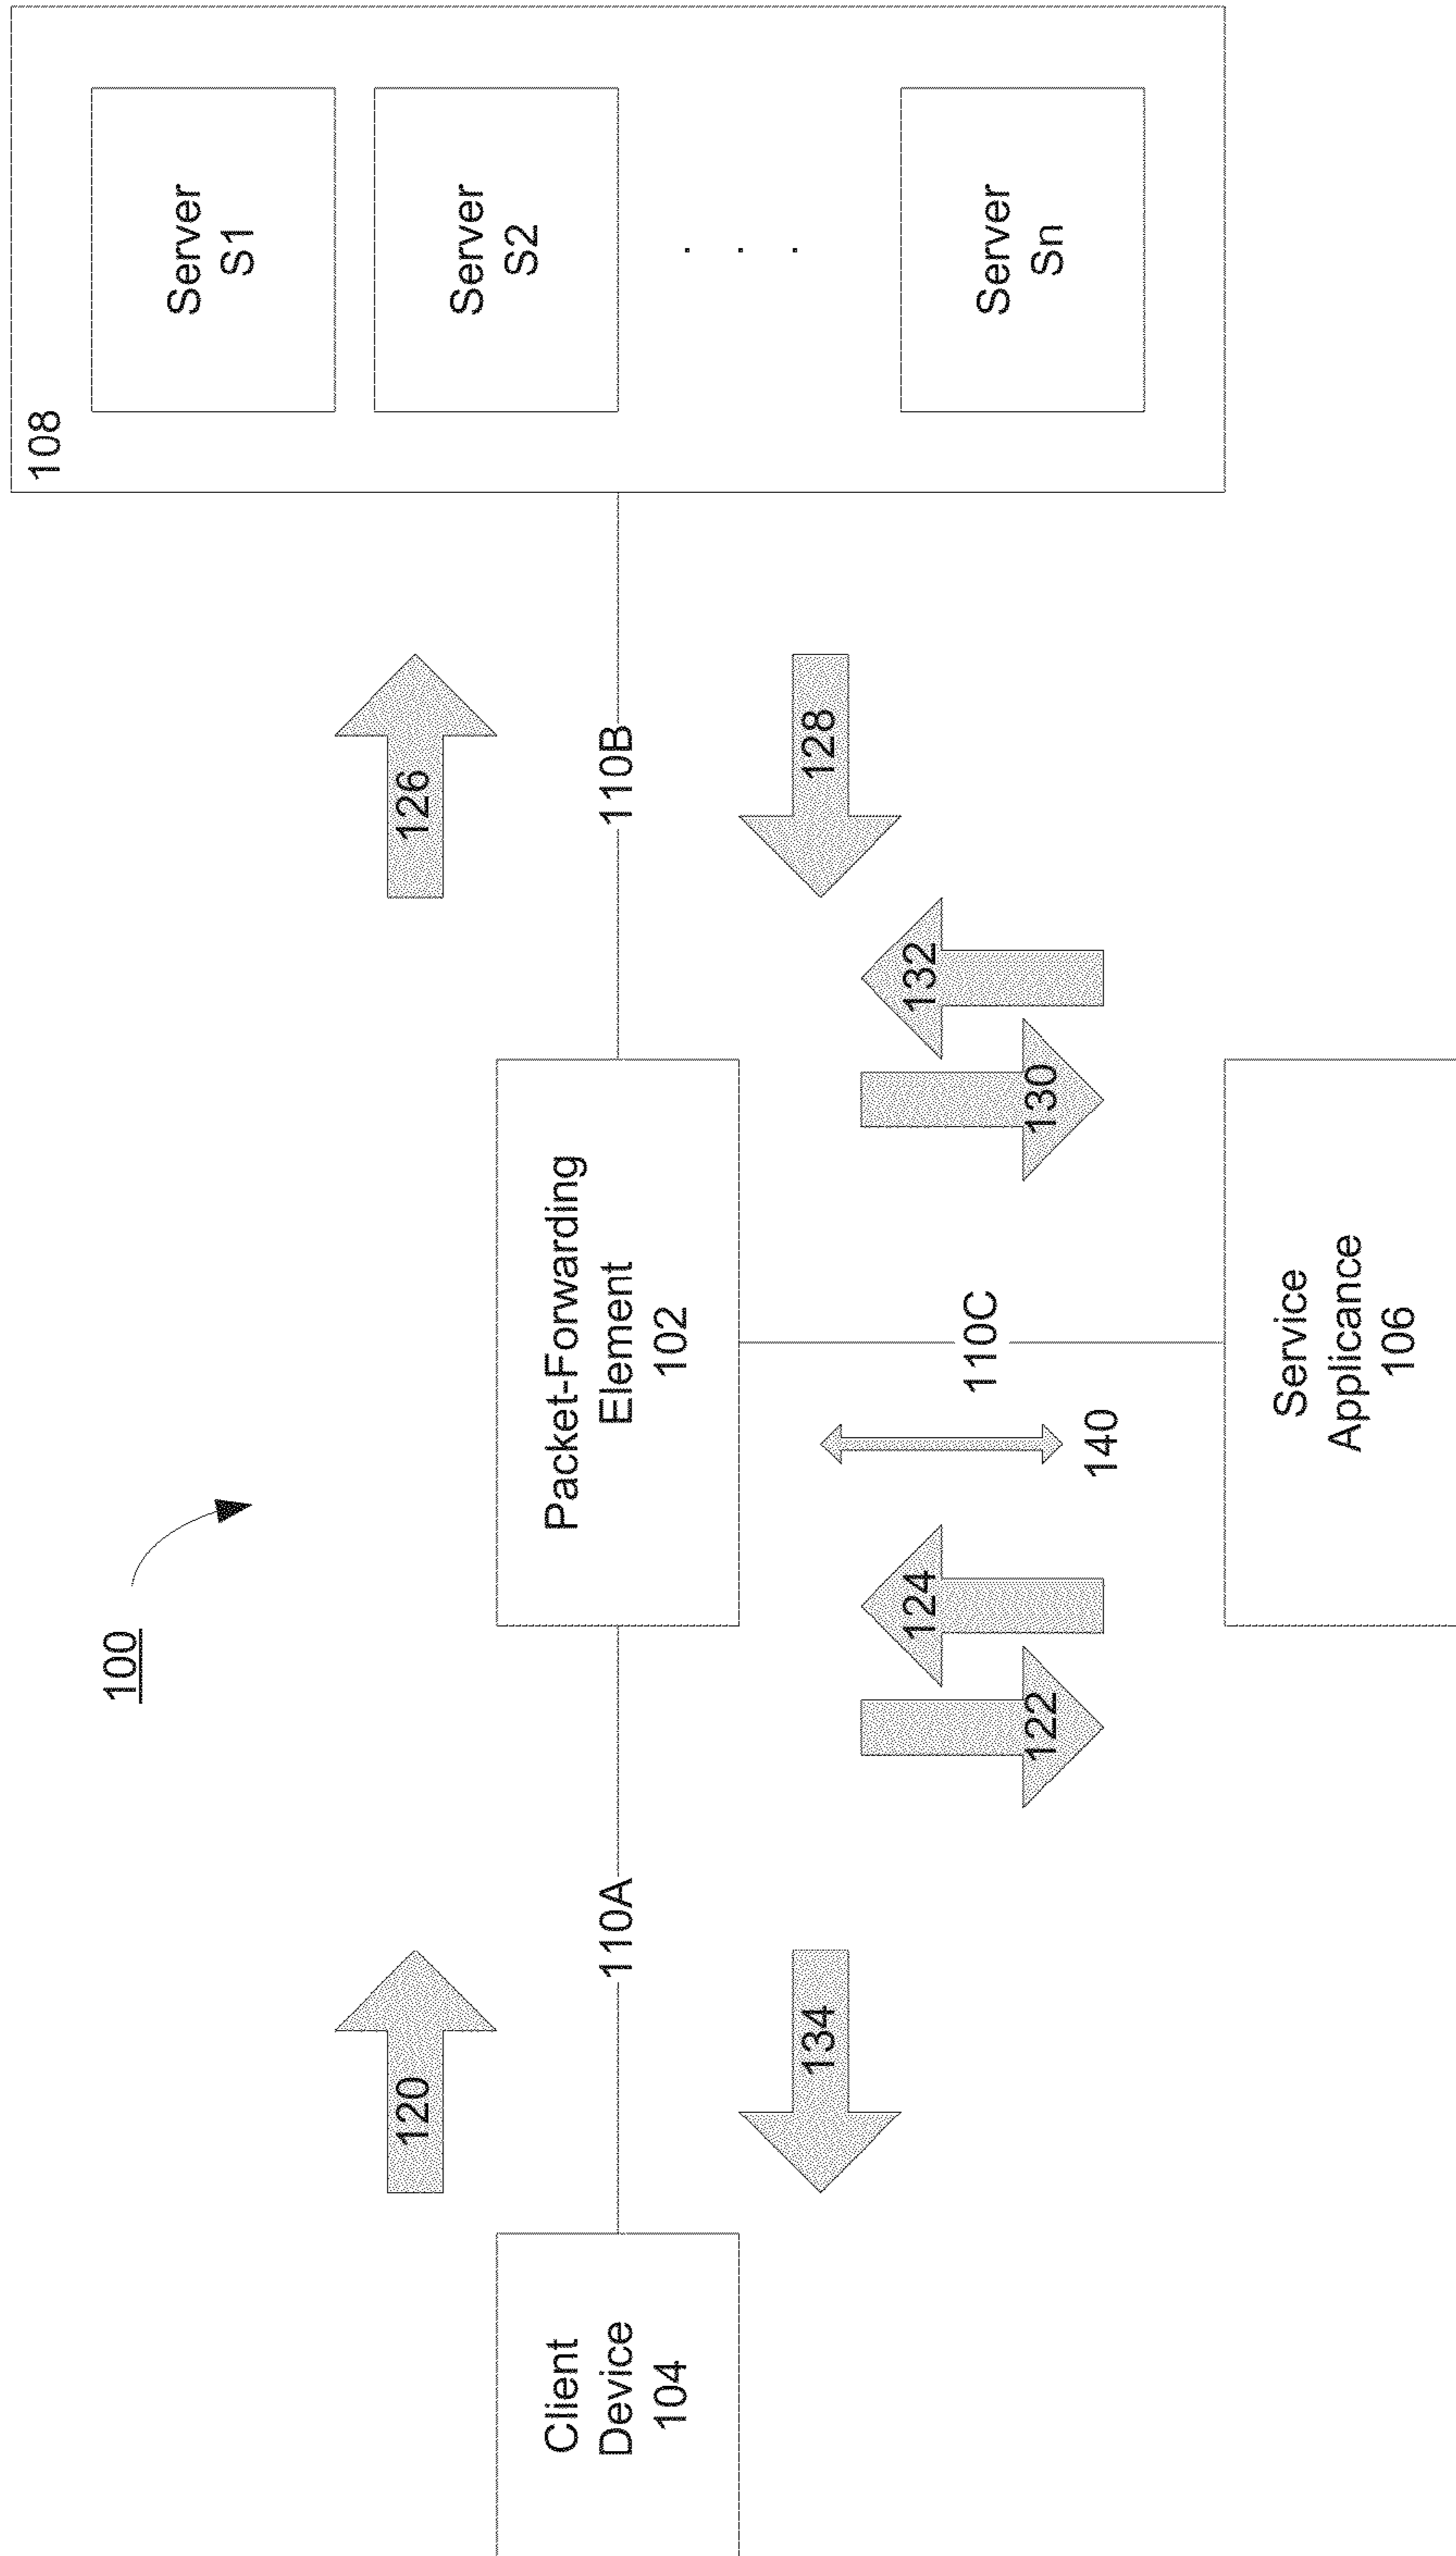 100
Client
Device
104
120
110A
134
Packet-Forwarding
Element
102
122
124
140
110C
130
132
Service
Applicance
106
126
110B
128
108
Server
S1
Server
S2
. . .
Server
Sn